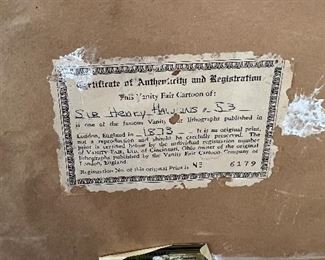 Certificate of Authenticity and Registration
This Vanity Fair Cartoon of:
Sir Henry Hawkins - 53 -
is one of the famous Vanity Lithographs published in
London, England in 1873. It is an original print,
not a reproduction and should be carefully preserved. The
print is certified below by the individual registration number
of VANITY FAIR, Ltd. of Cincinnati, Ohio owner of the original
lithographs published by the Vanity Fair Cartoon Company of
London, England.
Registration No. of this original Print is Nº 6179